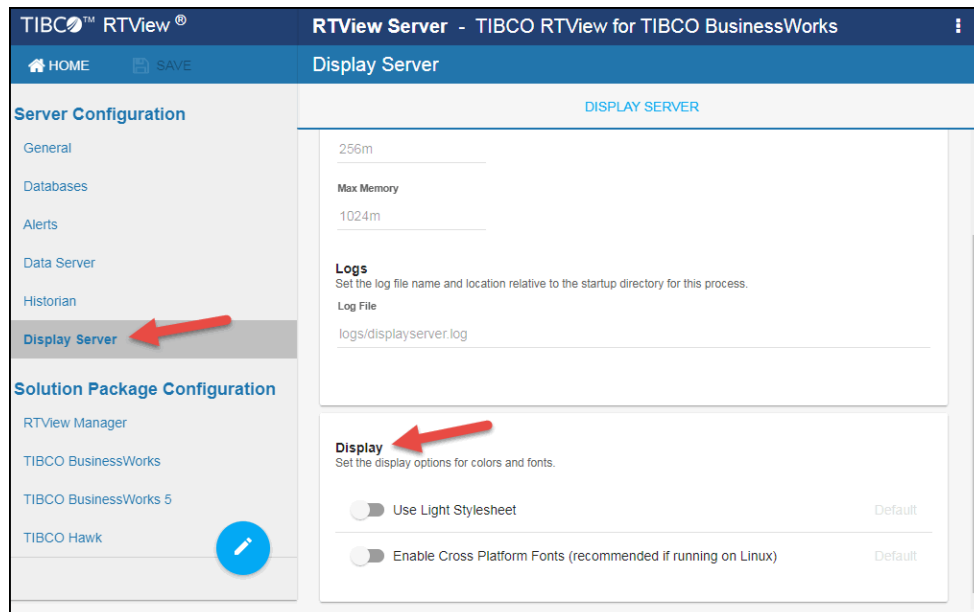 TIBCO™ RTView ®
RTView Server - TIBCO RTView for TIBCO BusinessWorks
HOME
SAVE
Display Server
Server Configuration
General
Databases
Alerts
Data Server
Historian
Display Server
Solution Package Configuration
RTView Manager
TIBCO BusinessWorks
TIBCO BusinessWorks 5
TIBCO Hawk
DISPLAY SERVER
256m
Max Memory
1024m
Logs
Set the log file name and location relative to the startup directory for this process.
Log File
logs/displayserver.log
Display
Set the display options for colors and fonts.
Use Light Stylesheet Default
Enable Cross Platform Fonts (recommended if running on Linux) Default